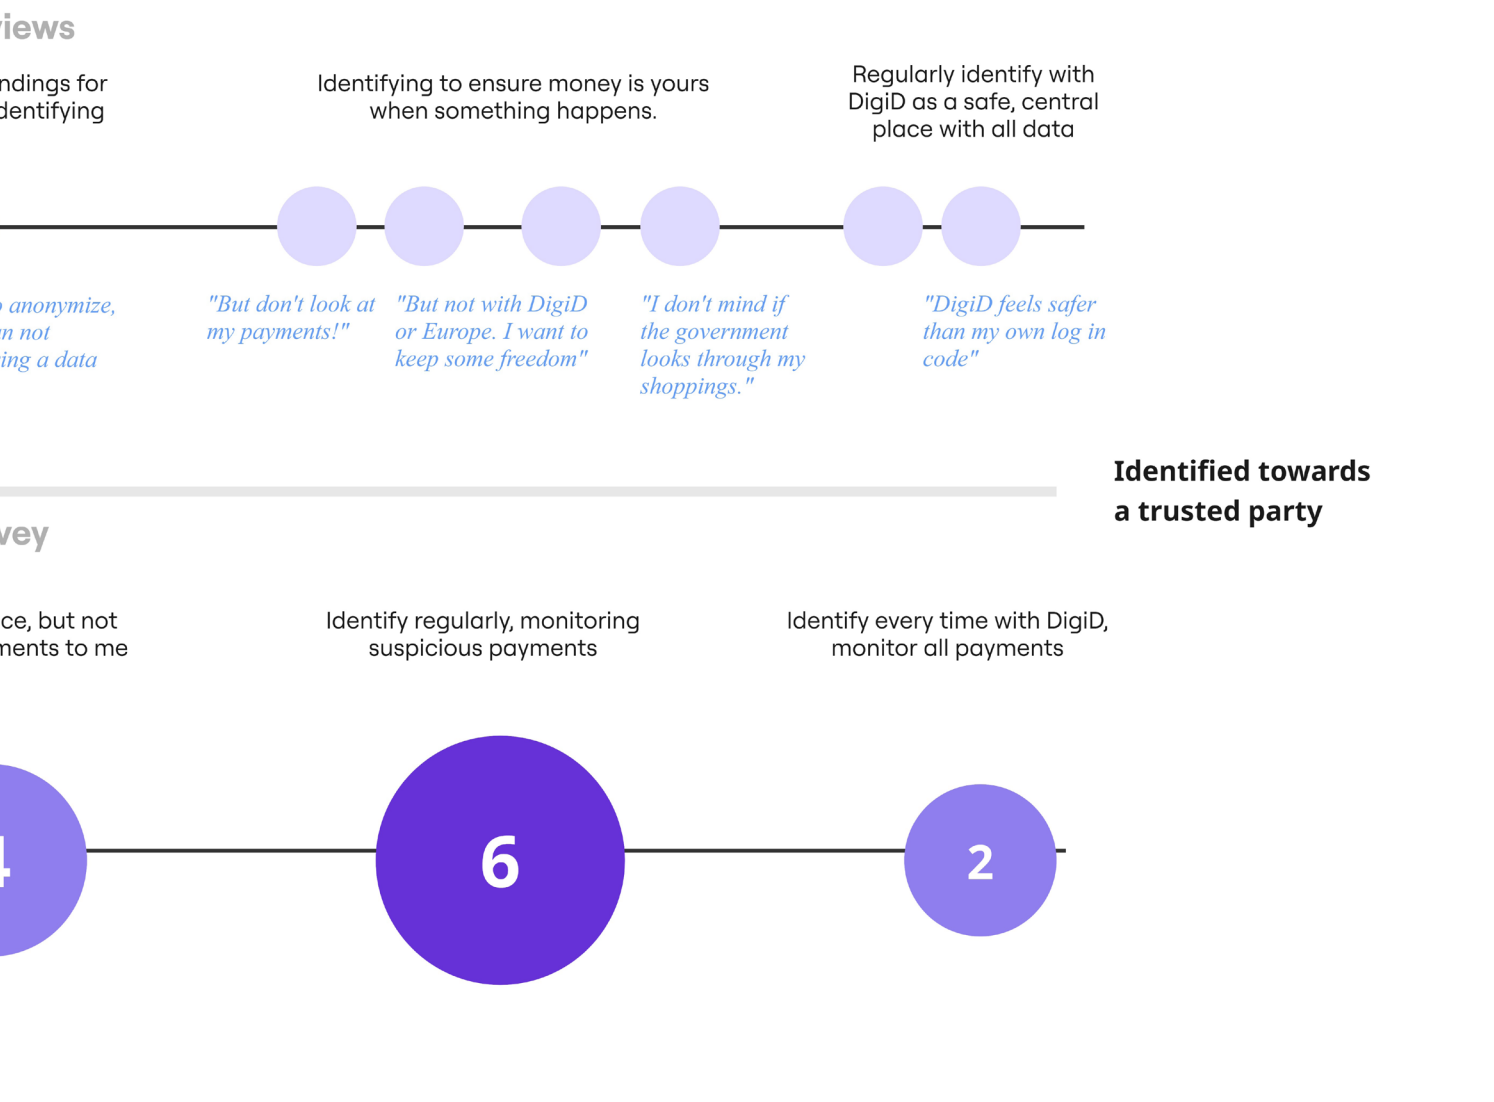 views
ndings for
dentifying
Identifying to ensure money is yours
when something happens.
Regularly identify with
DigiD as a safe, central
place with all data
o anonymize,
an not
ing a data
"But don't look at
my payments!"
"But not with DigiD
or Europe. I want to
keep some freedom"
"I don't mind if
the government
looks through my
shoppings."
"DigiD feels safer
than my own log in
code"
Identified towards
a trusted party
vey
ce, but not
ments to me
Identify regularly, monitoring
suspicious payments
Identify every time with DigiD,
monitor all payments
4
6
2